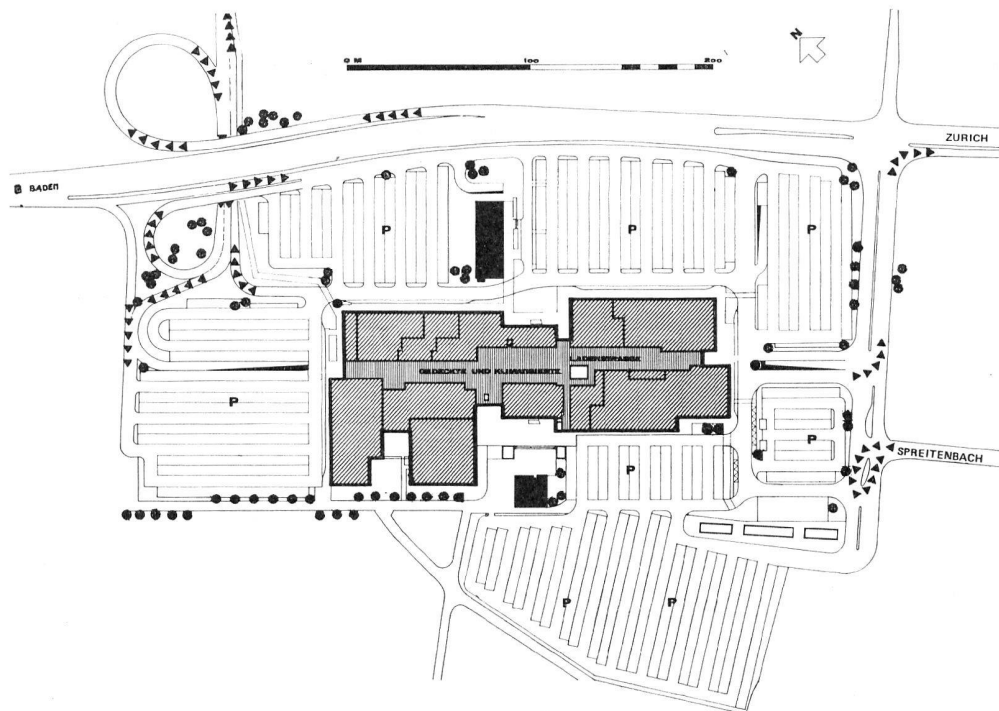 N
0 M 100 200
ZURICH
BADEN
P
P
P
LADENSTRASSE
GEDECKTE UND KLIMATISIERTE
P
P
P
SPREITENBACH
P
P